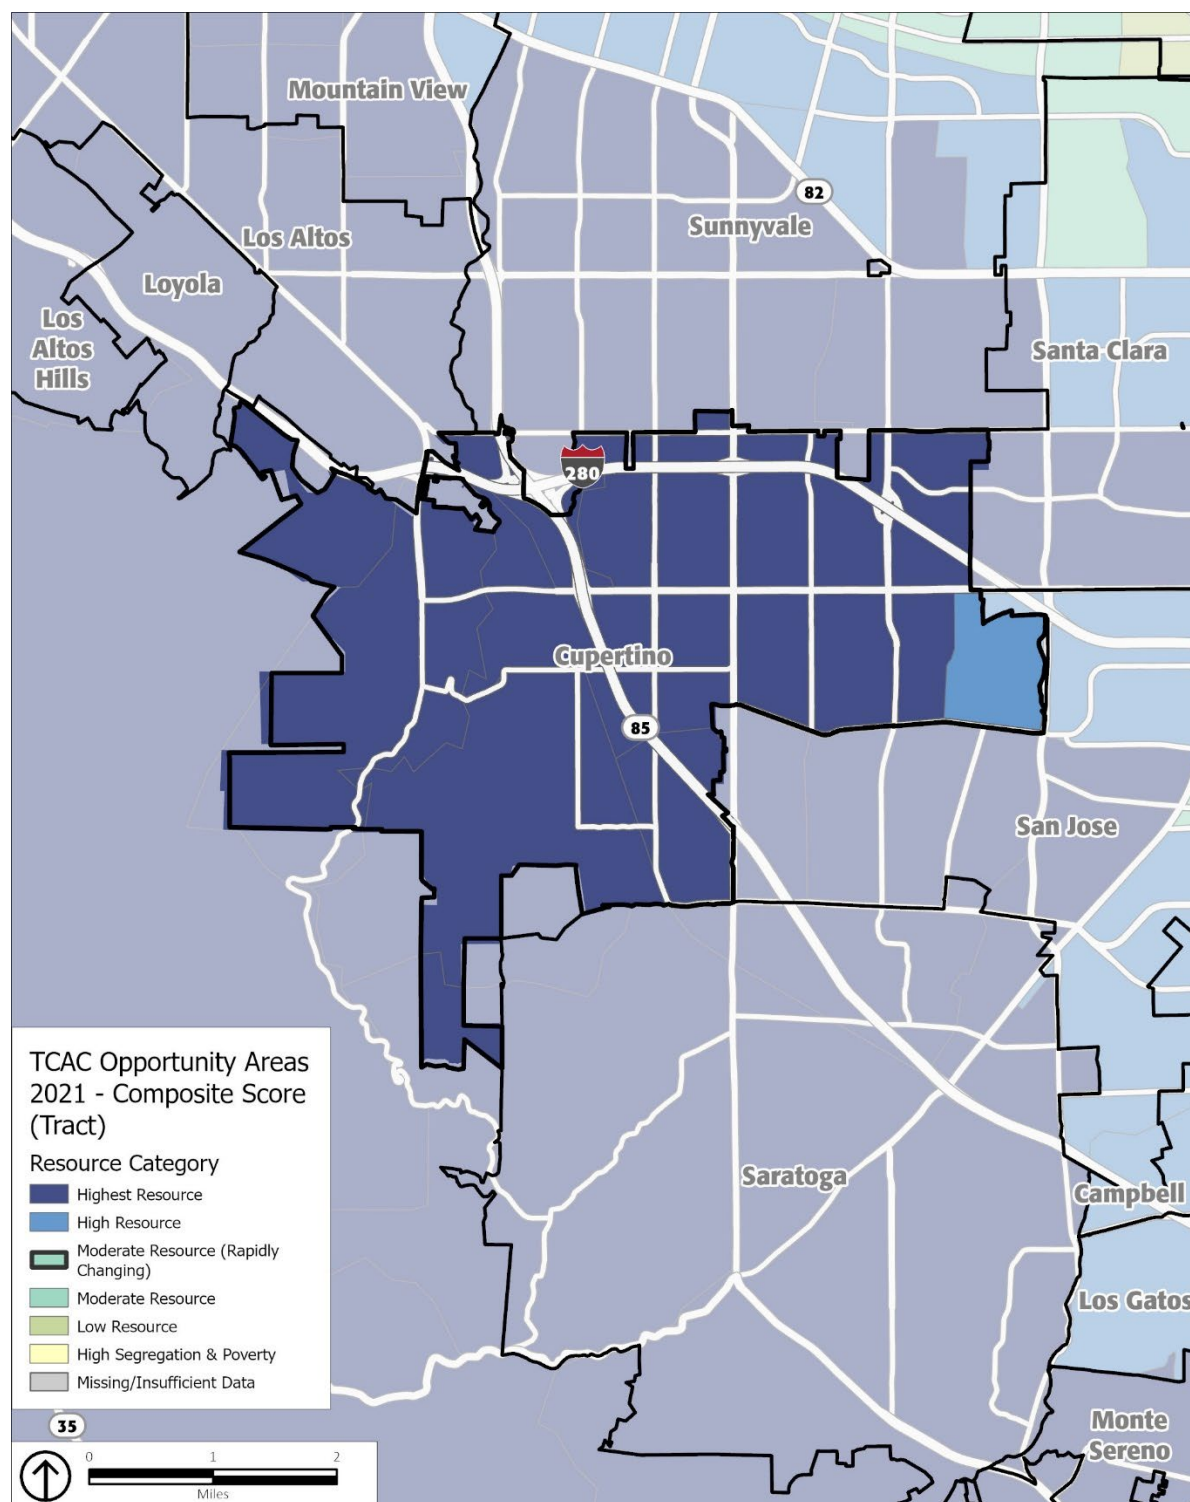 Mountain View
82
Sunnyvale
Los Altos
Loyola
Los
Altos
Hills
Santa Clara
280
Cupertino
85
San Jose
Saratoga
Campbell
Los Gatos
Monte
Sereno
TCAC Opportunity Areas
2021 - Composite Score
(Tract)
Resource Category
Highest Resource
High Resource
Moderate Resource (Rapidly
Changing)
Moderate Resource
Low Resource
High Segregation & Poverty
Missing/Insufficient Data
35
0 1 2
Miles